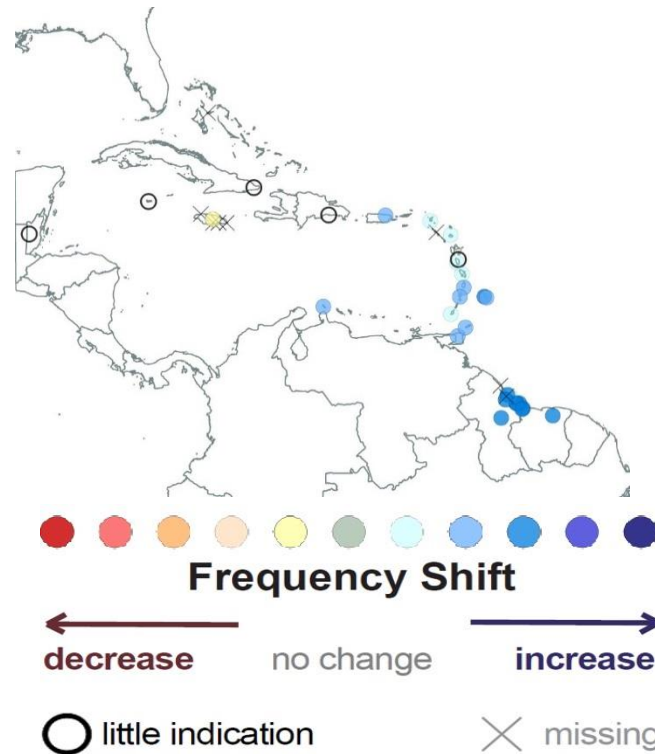 Frequency Shift
decrease no change increase
little indication missing